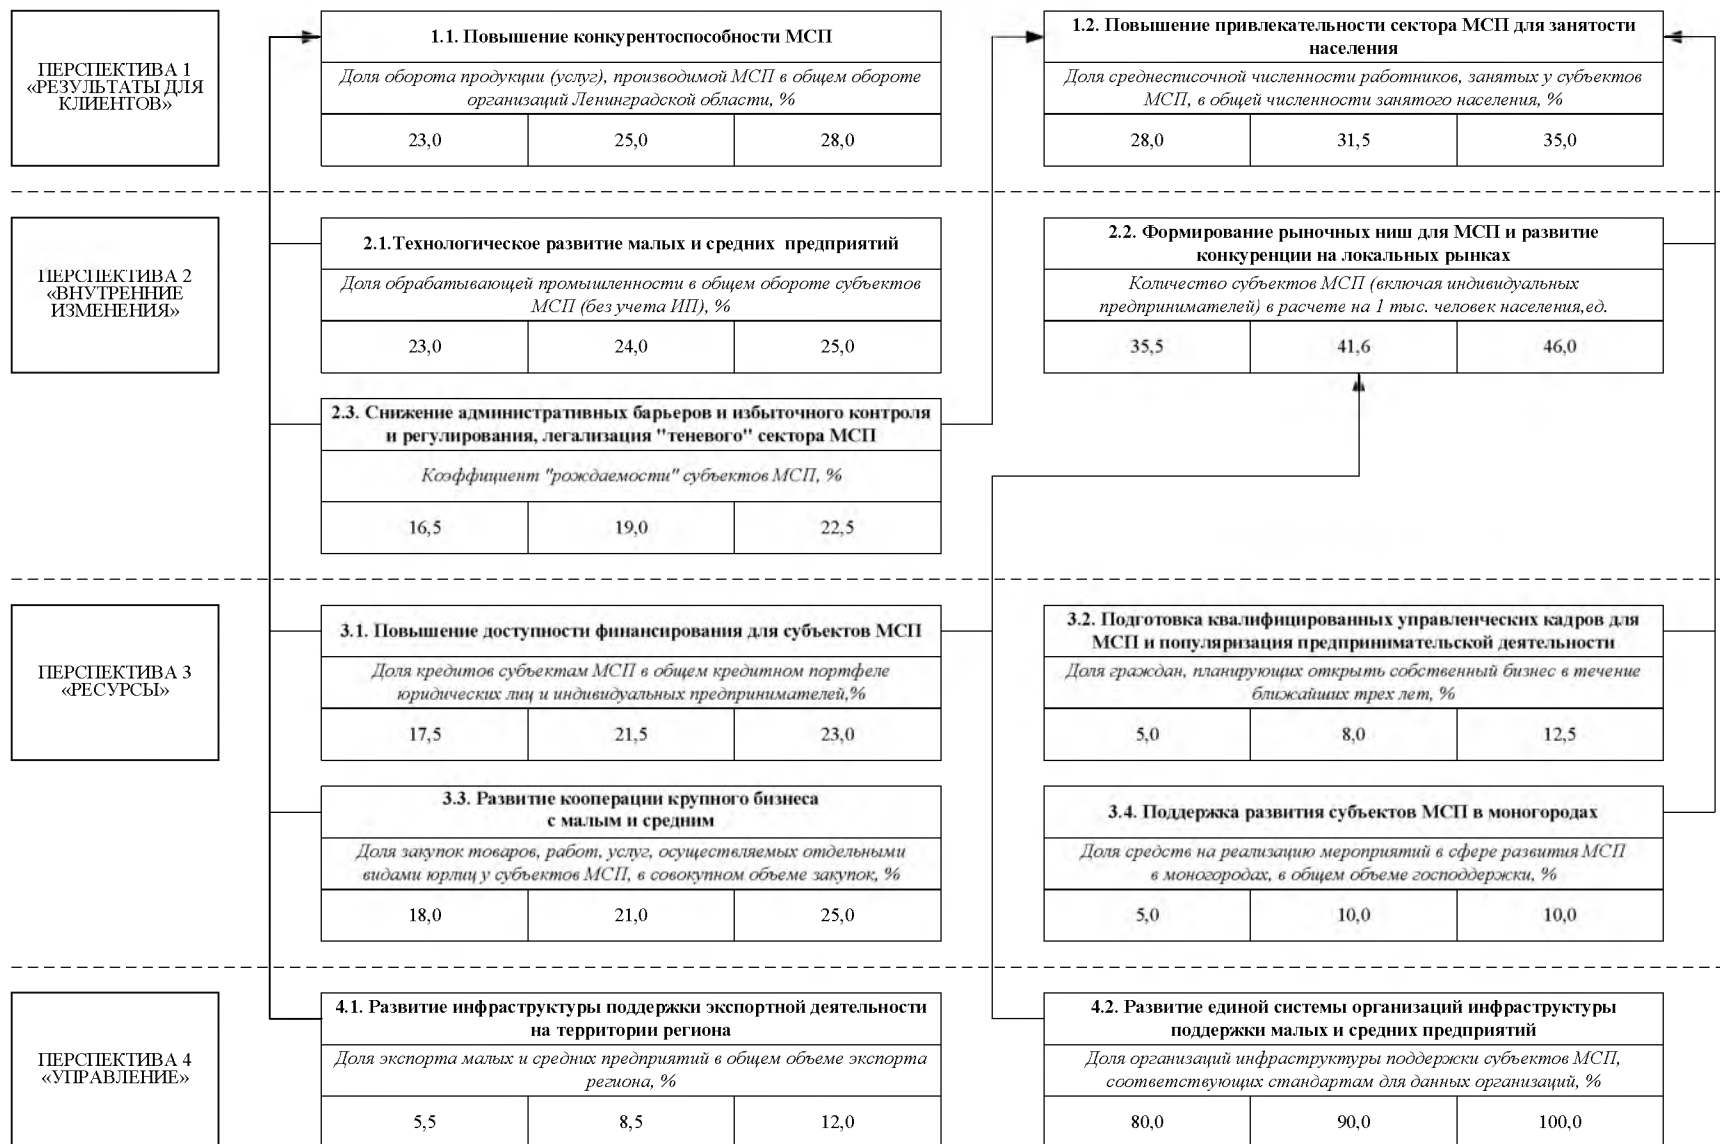 ПЕРСПЕКТИВА 1
«РЕЗУЛЬТАТЫ ДЛЯ
КЛИЕНТОВ»
1.1. Повышение конкурентоспособности МСП
Доля оборота продукции (услуг), производимой МСП в общем обороте
организаций Ленинградской области, %
23,0 25,0 28,0
1.2. Повышение привлекательности сектора МСП для занятости
населения
Доля среднесписочной численности работников, занятых у субъектов
МСП, в общей численности занятого населения, %
28,0 31,5 35,0
ПЕРСПЕКТИВА 2
«ВНУТРЕННИЕ
ИЗМЕНЕНИЯ»
2.1.Технологическое развитие малых и средних предприятий
Доля обрабатывающей промышленности в общем обороте субъектов
МСП (без учета ИП), %
23,0 24,0 25,0
2.2. Формирование рыночных ниш для МСП и развитие
конкуренции на локальных рынках
Количество субъектов МСП (включая индивидуальных
предпринимателей) в расчете на 1 тыс. человек населения,ед.
35,5 41,6 46,0
2.3. Снижение административных барьеров и избыточного контроля
и регулирования, легализация "теневого" сектора МСП
Коэффициент "рождаемости" субъектов МСП, %
16,5 19,0 22,5
ПЕРСПЕКТИВА 3
«РЕСУРСЫ»
3.1. Повышение доступности финансирования для субъектов МСП
Доля кредитов субъектам МСП в общем кредитном портфеле
юридических лиц и индивидуальных предпринимателей,%
17,5 21,5 23,0
3.2. Подготовка квалифицированных управленческих кадров для
МСП и популяризация предпринимательской деятельности
Доля граждан, планирующих открыть собственный бизнес в течение
ближайших трех лет, %
5,0 8,0 12,5
3.3. Развитие кооперации крупного бизнеса
с малым и средним
Доля закупок товаров, работ, услуг, осуществляемых отдельными
видами юрлиц у субъектов МСП, в совокупном объеме закупок, %
18,0 21,0 25,0
3.4. Поддержка развития субъектов МСП в моногородах
Доля средств на реализацию мероприятий в сфере развития МСП
в моногородах, в общем объеме господдержки, %
5,0 10,0 10,0
ПЕРСПЕКТИВА 4
«УПРАВЛЕНИЕ»
4.1. Развитие инфраструктуры поддержки экспортной деятельности
на территории региона
Доля экспорта малых и средних предприятий в общем объеме экспорта
региона, %
5,5 8,5 12,0
4.2. Развитие единой системы организаций инфраструктуры
поддержки малых и средних предприятий
Доля организаций инфраструктуры поддержки субъектов МСП,
соответствующих стандартам для данных организаций, %
80,0 90,0 100,0